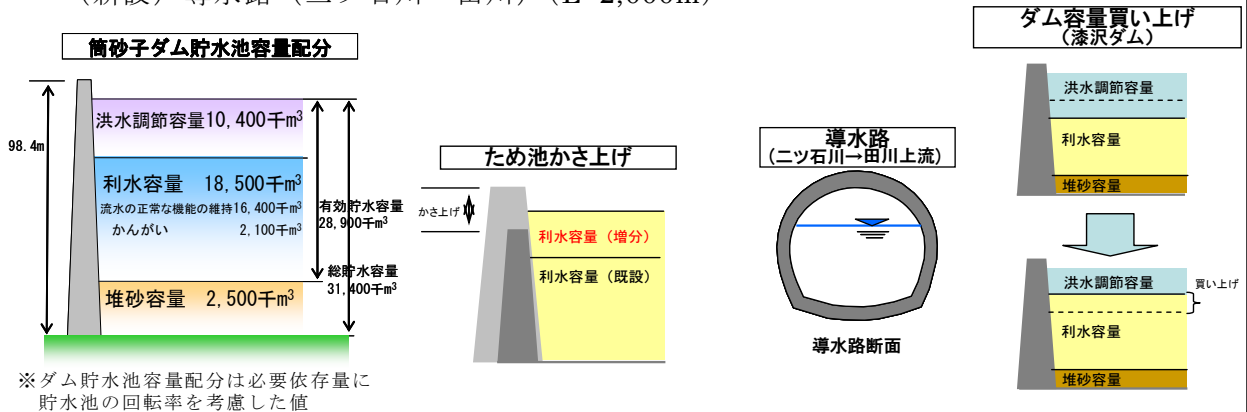 筒砂子ダム貯水池容量配分
98.4m
洪水調節容量10,400千m³
利水容量 18,500千m³
流水の正常な機能の維持16,400千m³
かんがい 2,100千m³
堆砂容量 2,500千m³
有効貯水容量
28,900千m³
総貯水容量
31,400千m³
※ダム貯水池容量配分は必要依存量に
貯水池の回転率を考慮した値
ため池かさ上げ
かさ上げ
利水容量（増分）
利水容量（既設）
導水路
(二ツ石川→田川上流)
導水路断面
ダム容量買い上げ
(漆沢ダム)
洪水調節容量
利水容量
堆砂容量
洪水調節容量
買い上げ
利水容量
堆砂容量